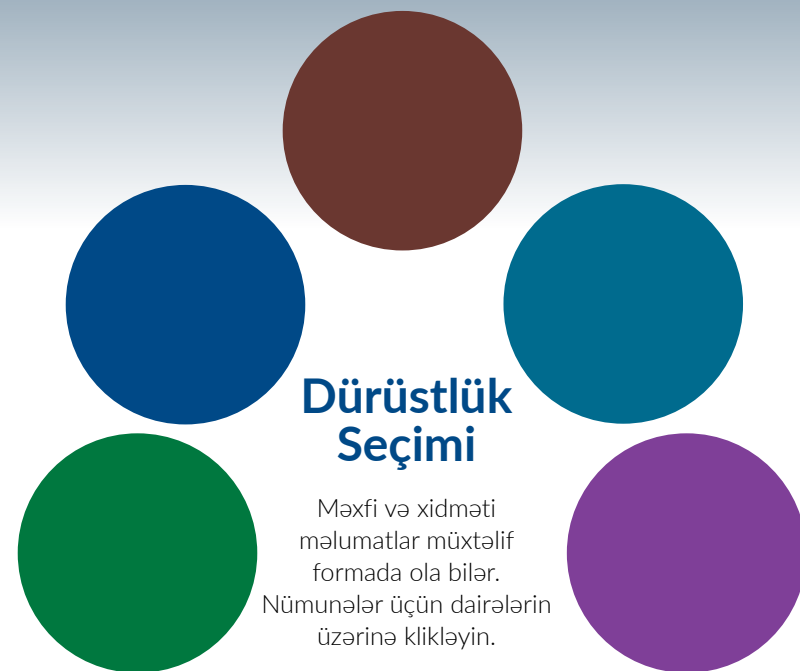 Dürüstlük
Seçimi
Məxfi və xidməti
məlumatlar müxtəlif
formada ola bilər.
Nümunələr üçün dairələrin
üzərinə klikləyin.